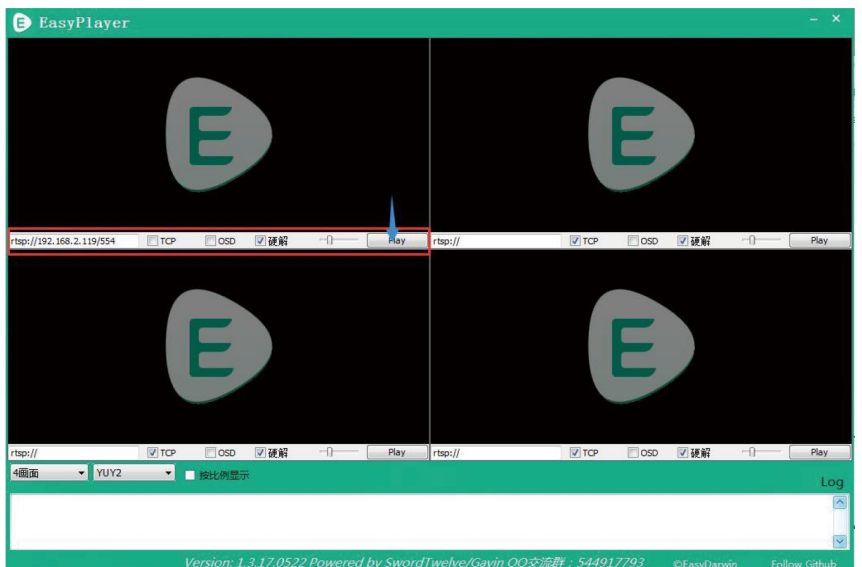 EasyPlayer
E
E
rtsp://192.168.2.119/554 TCP OSD 硬解 Play
rtsp:// TCP OSD 硬解 Play
E
E
rtsp:// TCP OSD 硬解 Play
rtsp:// TCP OSD 硬解 Play
4画面 YUY2 按比例显示
Log
Version: 1.3.17.0522 Powered by SwordTwelve/Gavin QQ交流群：544917793 ©EasyDarwin Follow Github